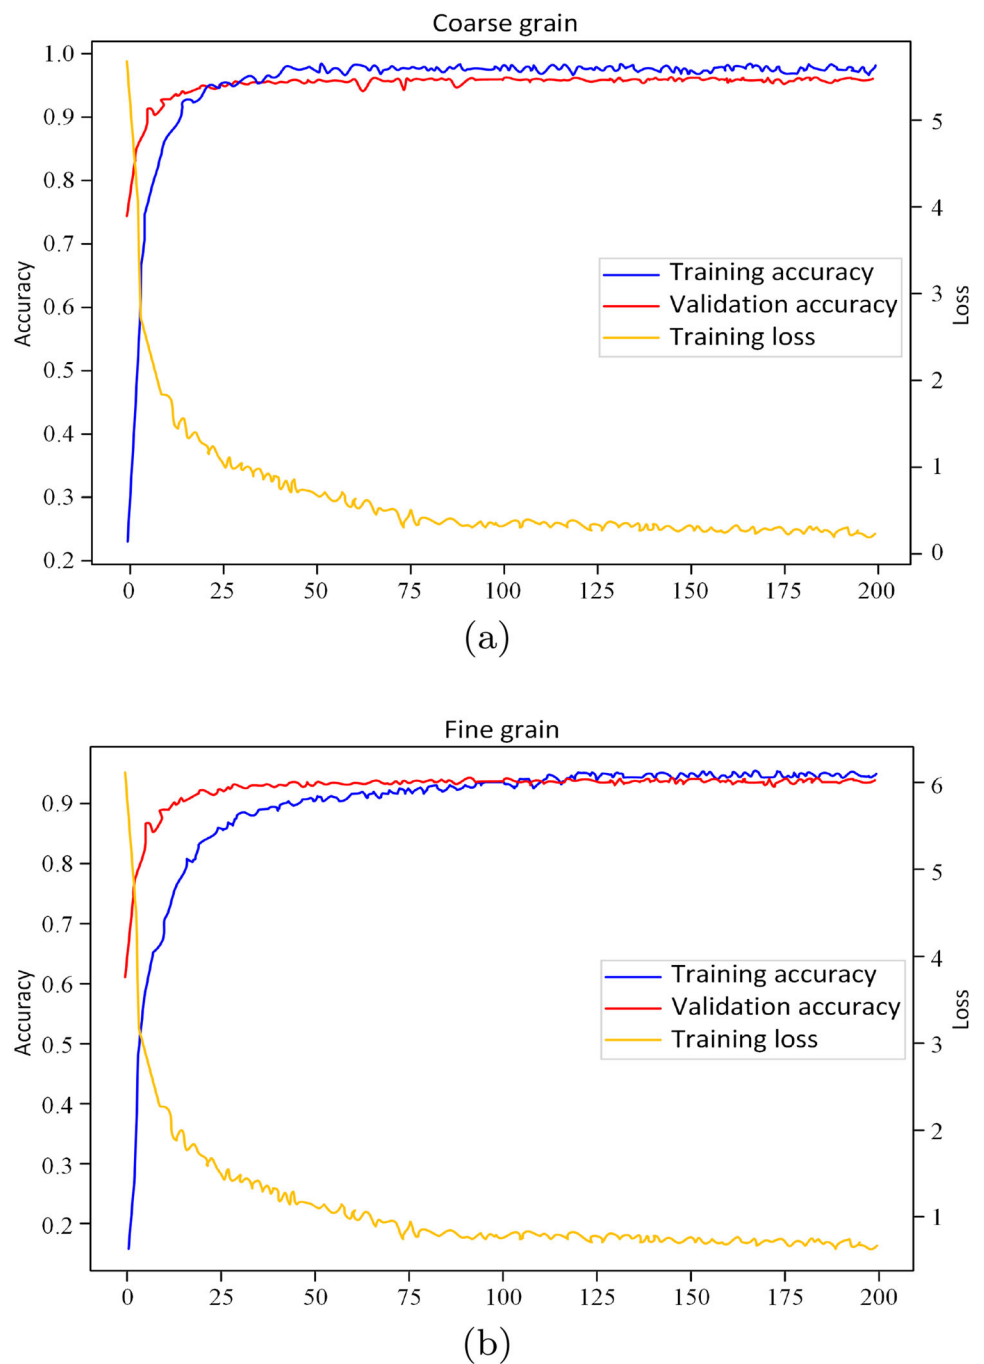 Coarse grain
1.0
0.9
0.8
0.7
0.6
0.5
0.4
0.3
0.2
Accuracy
5
4
3
2
1
0
Loss
Training accuracy
Validation accuracy
Training loss
0 25 50 75 100 125 150 175 200
(a)
Fine grain
0.9
0.8
0.7
0.6
0.5
0.4
0.3
0.2
Accuracy
6
5
4
3
2
1
Loss
Training accuracy
Validation accuracy
Training loss
0 25 50 75 100 125 150 175 200
(b)